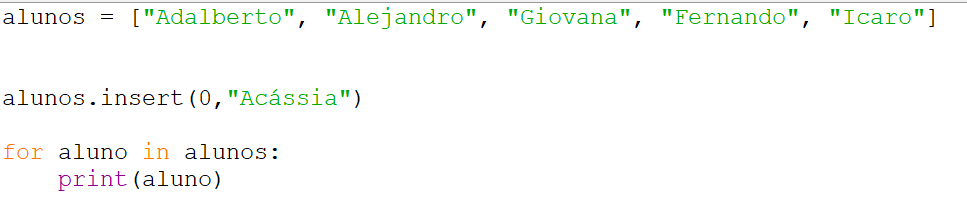 alunos = ["Adalberto", "Alejandro", "Giovana", "Fernando", "Icaro"]
alunos.insert(0,"Acássia")
for aluno in alunos:
    print(aluno)